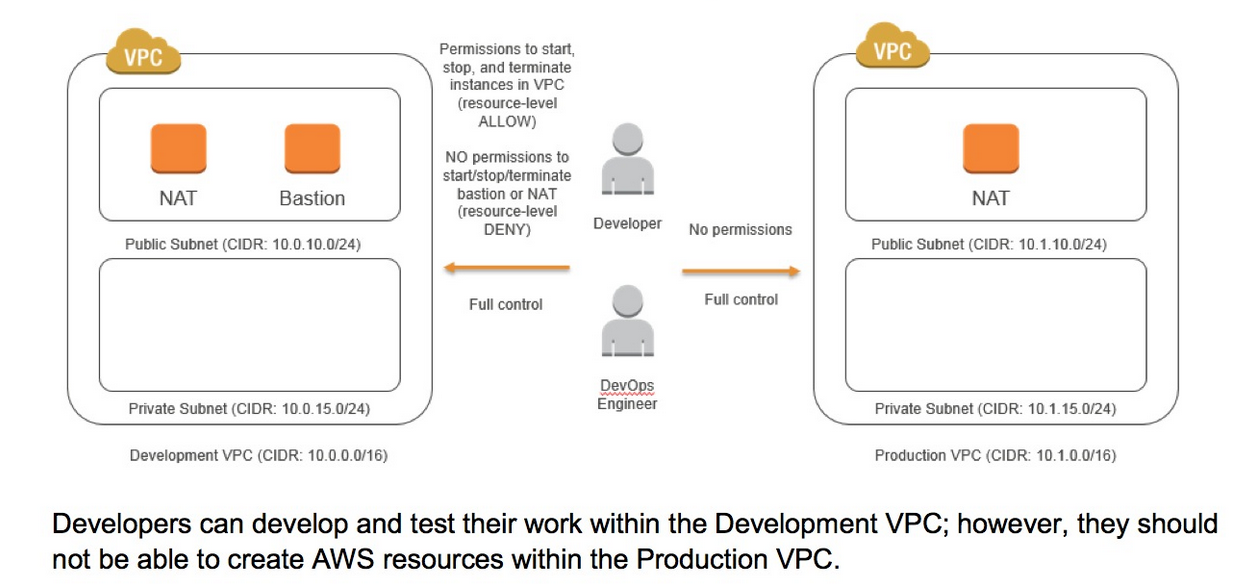 VPC
NAT
Bastion
Public Subnet (CIDR: 10.0.10.0/24)
Private Subnet (CIDR: 10.0.15.0/24)
Development VPC (CIDR: 10.0.0.0/16)
Permissions to start,
stop, and terminate
instances in VPC
(resource-level
ALLOW)
NO permissions to
start/stop/terminate
bastion or NAT
(resource-level
DENY)
Full control
Developer
DevOps
Engineer
No permissions
Full control
VPC
NAT
Public Subnet (CIDR: 10.1.10.0/24)
Private Subnet (CIDR: 10.1.15.0/24)
Production VPC (CIDR: 10.1.0.0/16)
Developers can develop and test their work within the Development VPC; however, they should
not be able to create AWS resources within the Production VPC.